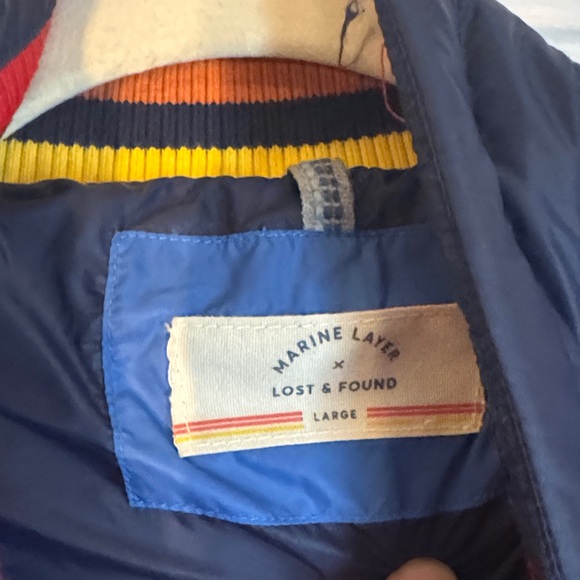 MARINE LAYER
×
LOST & FOUND
LARGE